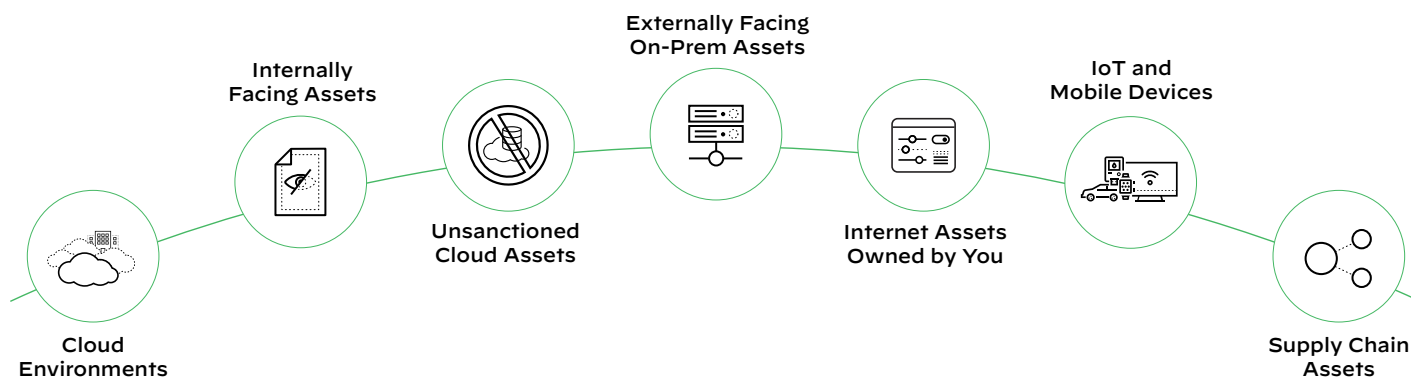 Cloud
Environments
Internally
Facing Assets
Unsanctioned
Cloud Assets
Externally Facing
On-Prem Assets
Internet Assets
Owned by You
IoT and
Mobile Devices
Supply Chain
Assets